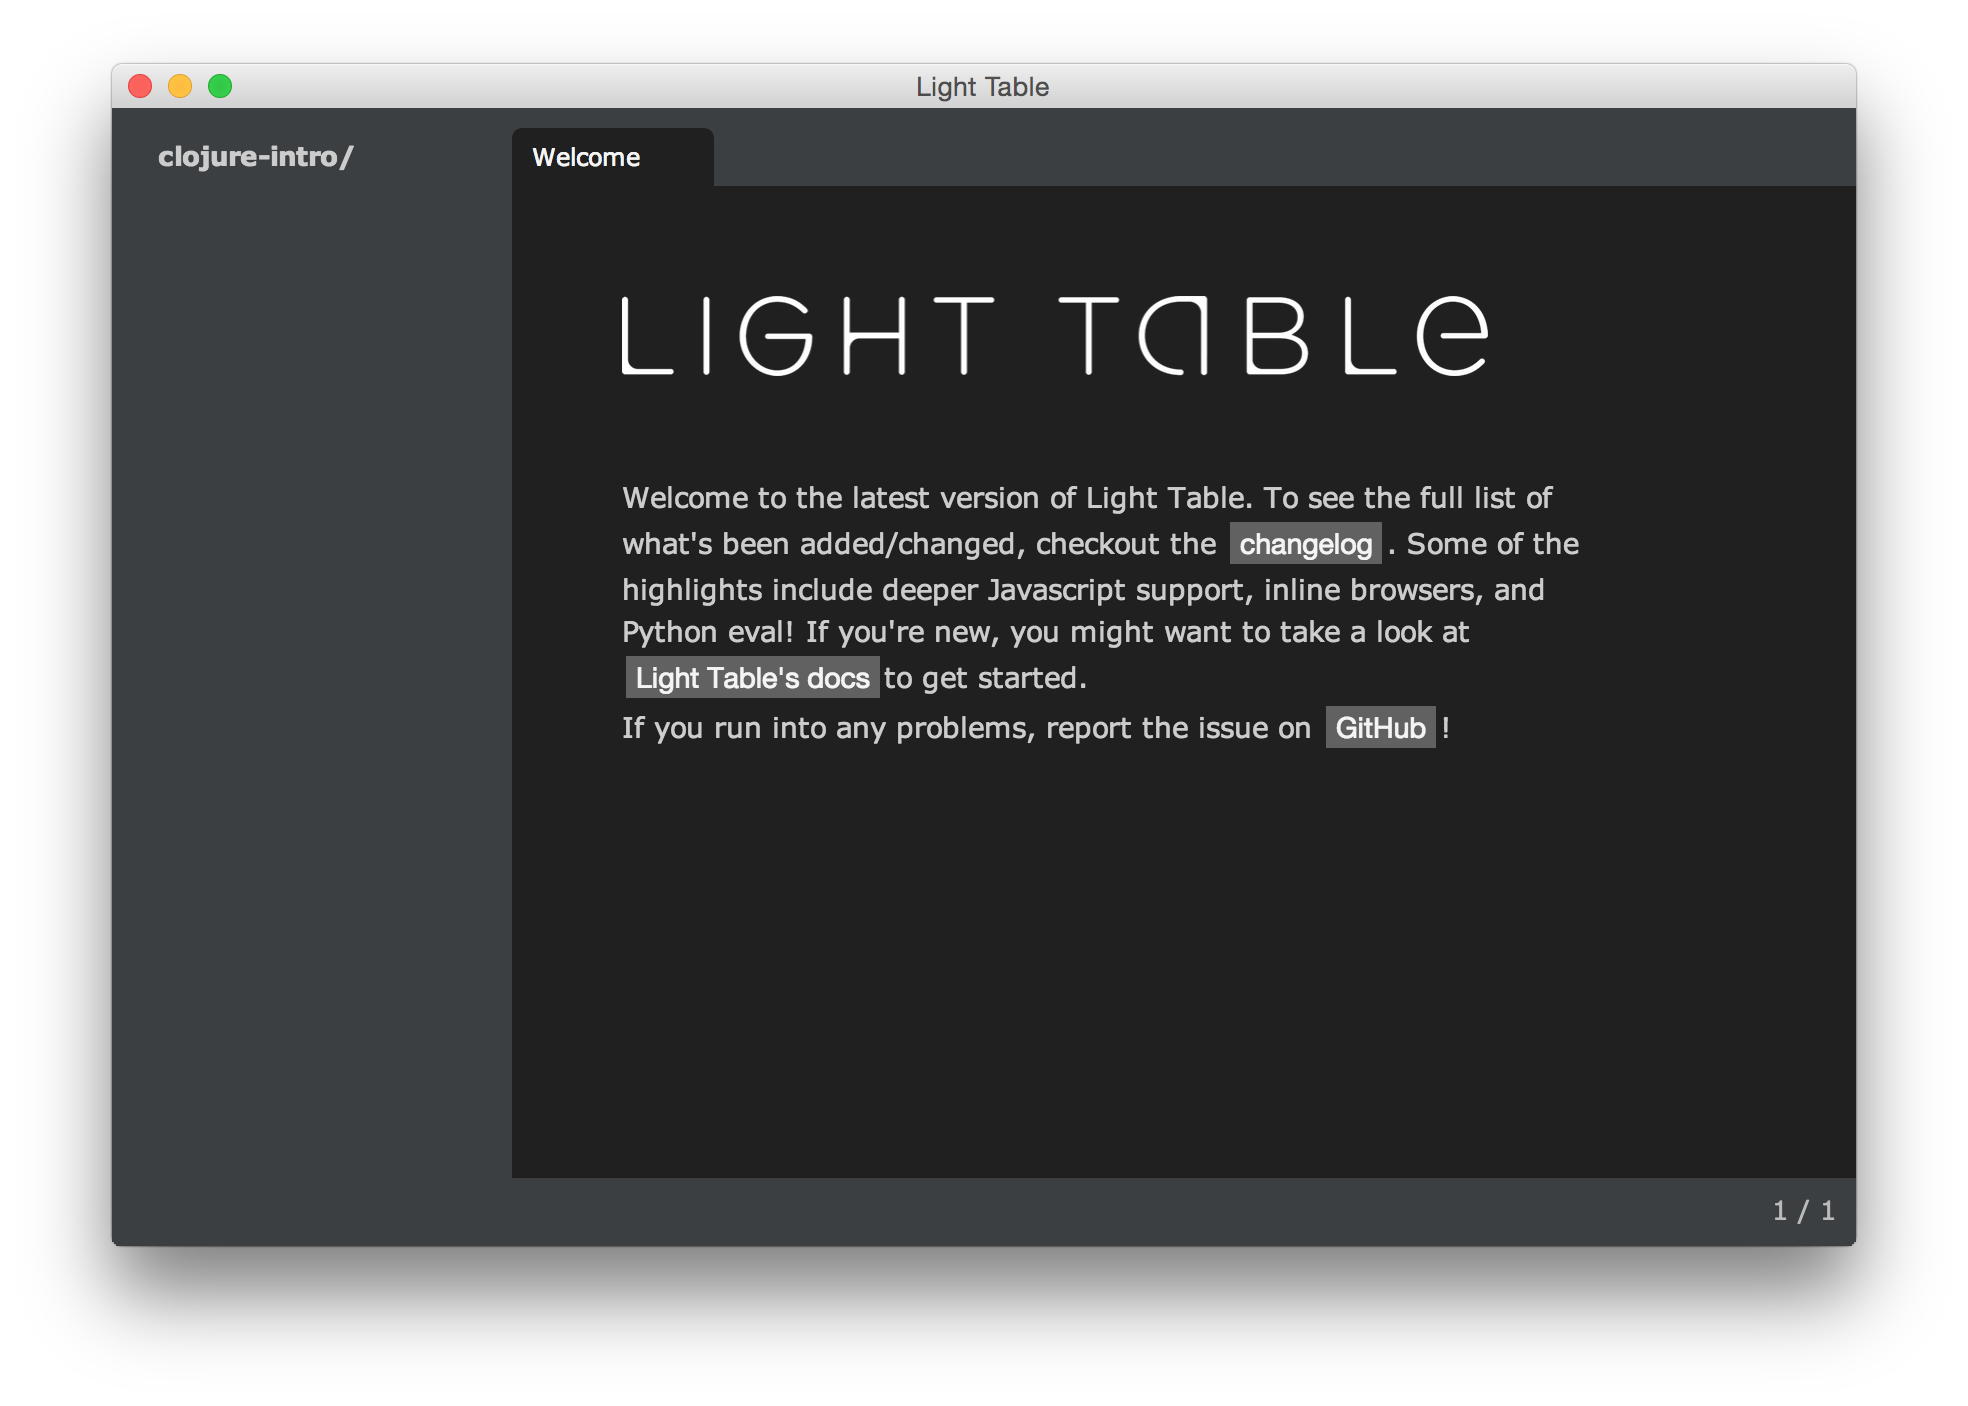 Light Table
clojure-intro/
Welcome
LIGHT TABLe
Welcome to the latest version of Light Table. To see the full list of
what's been added/changed, checkout the changelog . Some of the
highlights include deeper Javascript support, inline browsers, and
Python eval! If you're new, you might want to take a look at
Light Table's docs to get started.
If you run into any problems, report the issue on GitHub !
1 / 1